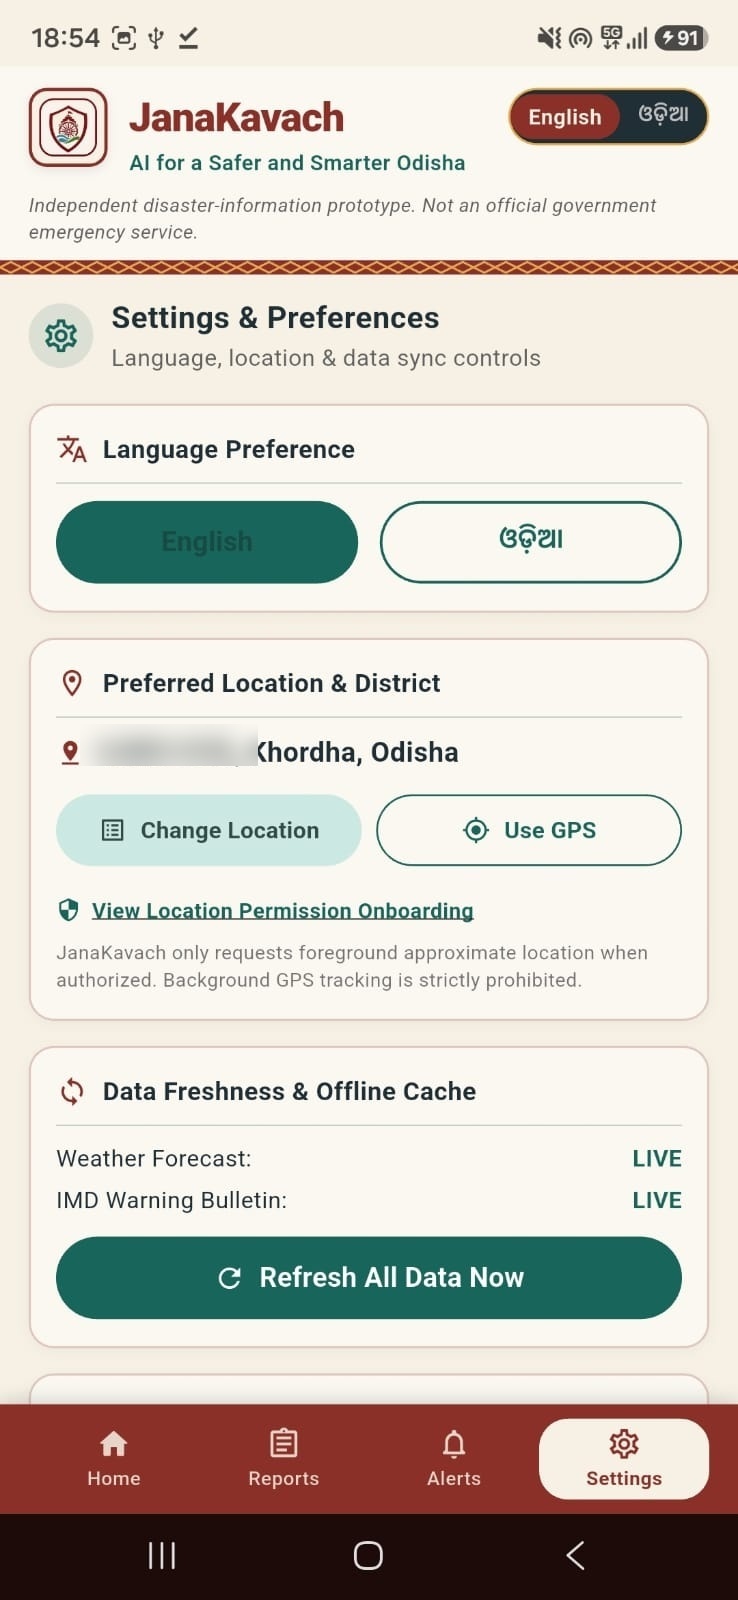 18:54
5G
91
JanaKavach
English
ଓଡ଼ିଆ
AI for a Safer and Smarter Odisha
Independent disaster-information prototype. Not an official government
emergency service.
Settings & Preferences
Language, location & data sync controls
Language Preference
English
ଓଡ଼ିଆ
Preferred Location & District
Khordha, Odisha
Change Location
Use GPS
View Location Permission Onboarding
JanaKavach only requests foreground approximate location when
authorized. Background GPS tracking is strictly prohibited.
Data Freshness & Offline Cache
Weather Forecast:
LIVE
IMD Warning Bulletin:
LIVE
Refresh All Data Now
Home
Reports
Alerts
Settings